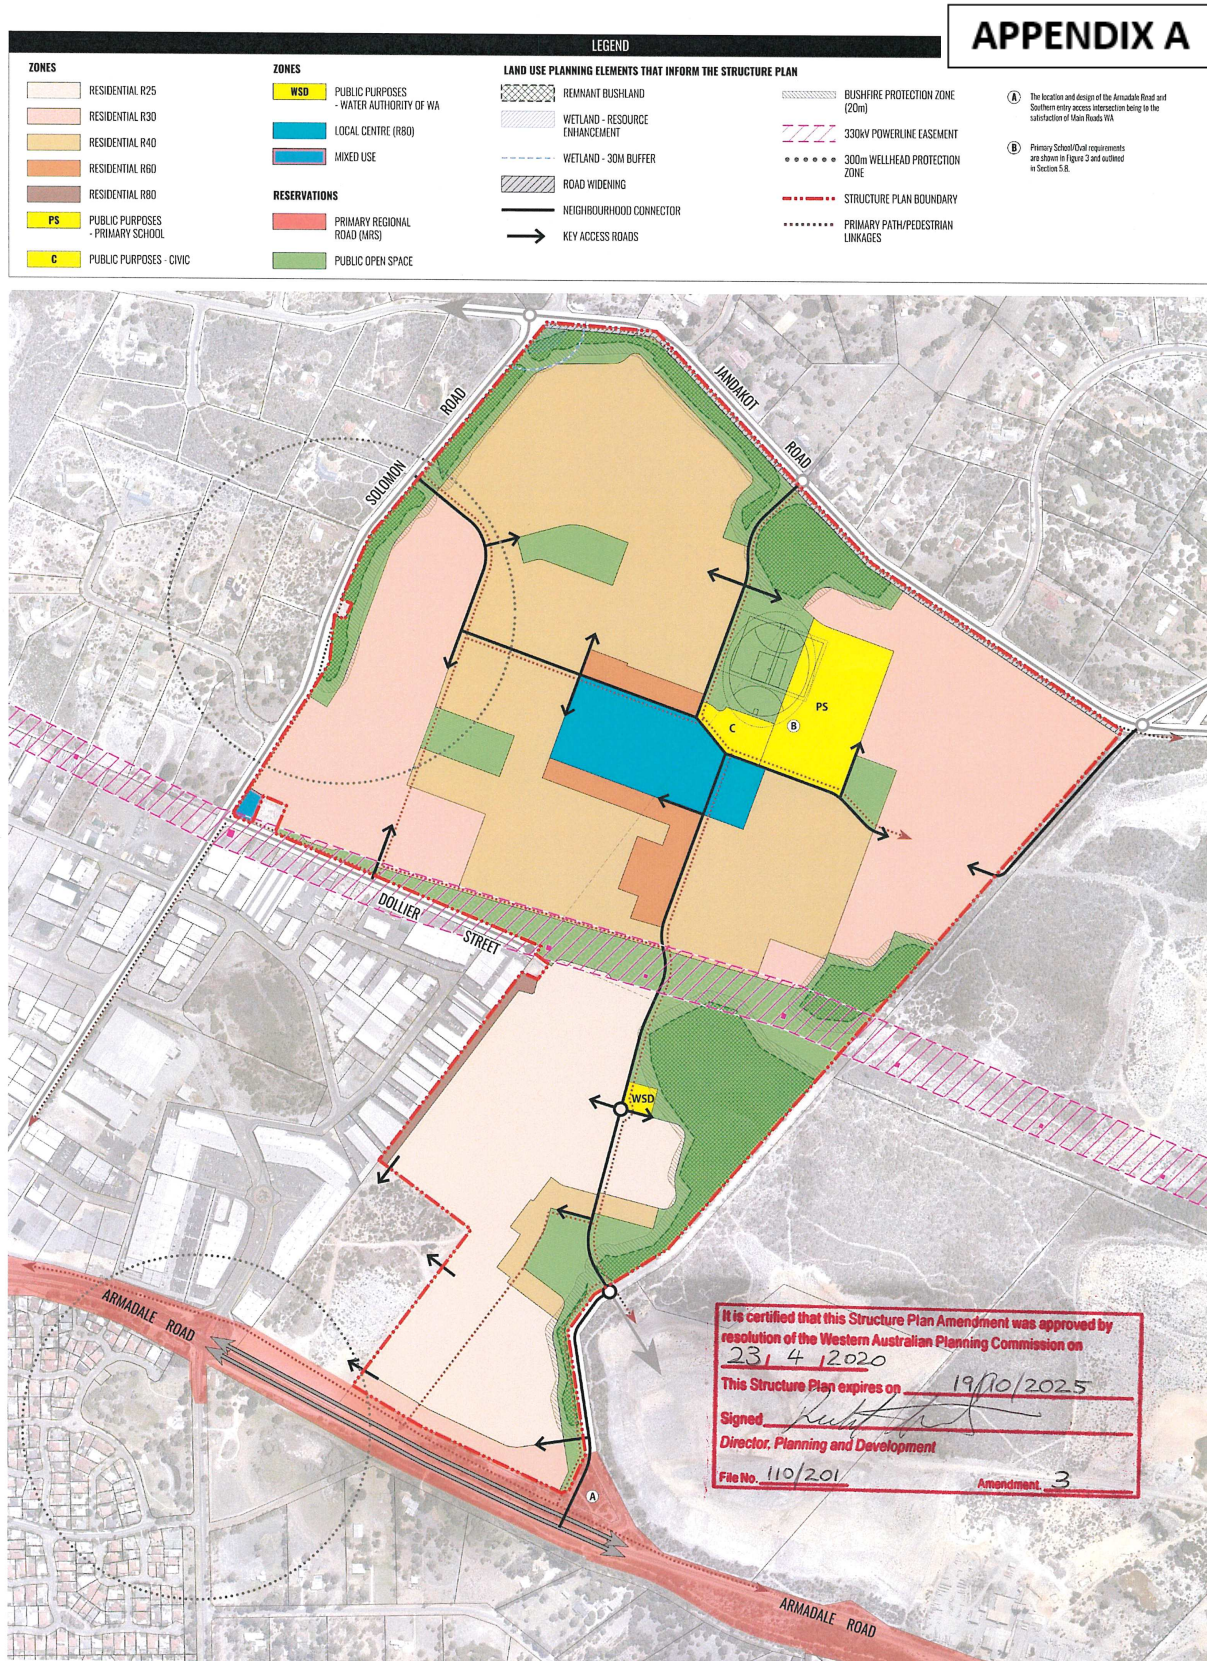 APPENDIX A
LEGEND
ZONES
RESIDENTIAL R25
RESIDENTIAL R30
RESIDENTIAL R40
RESIDENTIAL R60
RESIDENTIAL R80
PS
PUBLIC PURPOSES
- PRIMARY SCHOOL
C
PUBLIC PURPOSES - CIVIC
ZONES
WSD
PUBLIC PURPOSES
- WATER AUTHORITY OF WA
LOCAL CENTRE (R80)
MIXED USE
RESERVATIONS
PRIMARY REGIONAL
ROAD (MRS)
PUBLIC OPEN SPACE
LAND USE PLANNING ELEMENTS THAT INFORM THE STRUCTURE PLAN
REMNANT BUSHLAND
WETLAND - RESOURCE
ENHANCEMENT
WETLAND - 30M BUFFER
ROAD WIDENING
NEIGHBOURHOOD CONNECTOR
KEY ACCESS ROADS
BUSHFIRE PROTECTION ZONE
(20m)
330kV POWERLINE EASEMENT
300m WELLHEAD PROTECTION
ZONE
STRUCTURE PLAN BOUNDARY
PRIMARY PATH/PEDESTRIAN
LINKAGES
A
The location and design of the Armadale Road and
Southern entry access intersection being to the
satisfaction of Main Roads WA
B
Primary School/Oval requirements
are shown in Figure 3 and outlined
in Section 5.8.
JANDAKOT
ROAD
SOLOMON
ROAD
PS
B
C
DOLLIER
STREET
WSD
ARMADALE ROAD
A
ARMADALE ROAD
It is certified that this Structure Plan Amendment was approved by
resolution of the Western Australian Planning Commission on
23 / 4 / 2020
This Structure Plan expires on 19/10/2025
Signed
Director, Planning and Development
File No. 110/201 Amendment. 3